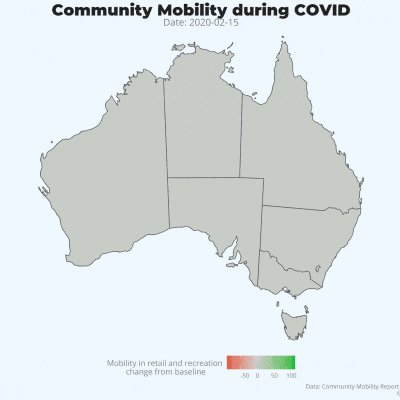 Community Mobility during COVID
Date: 2020-02-15
Mobility in retail and recreation
change from baseline
-50 0 50 100
Data: Community Mobility Report
©